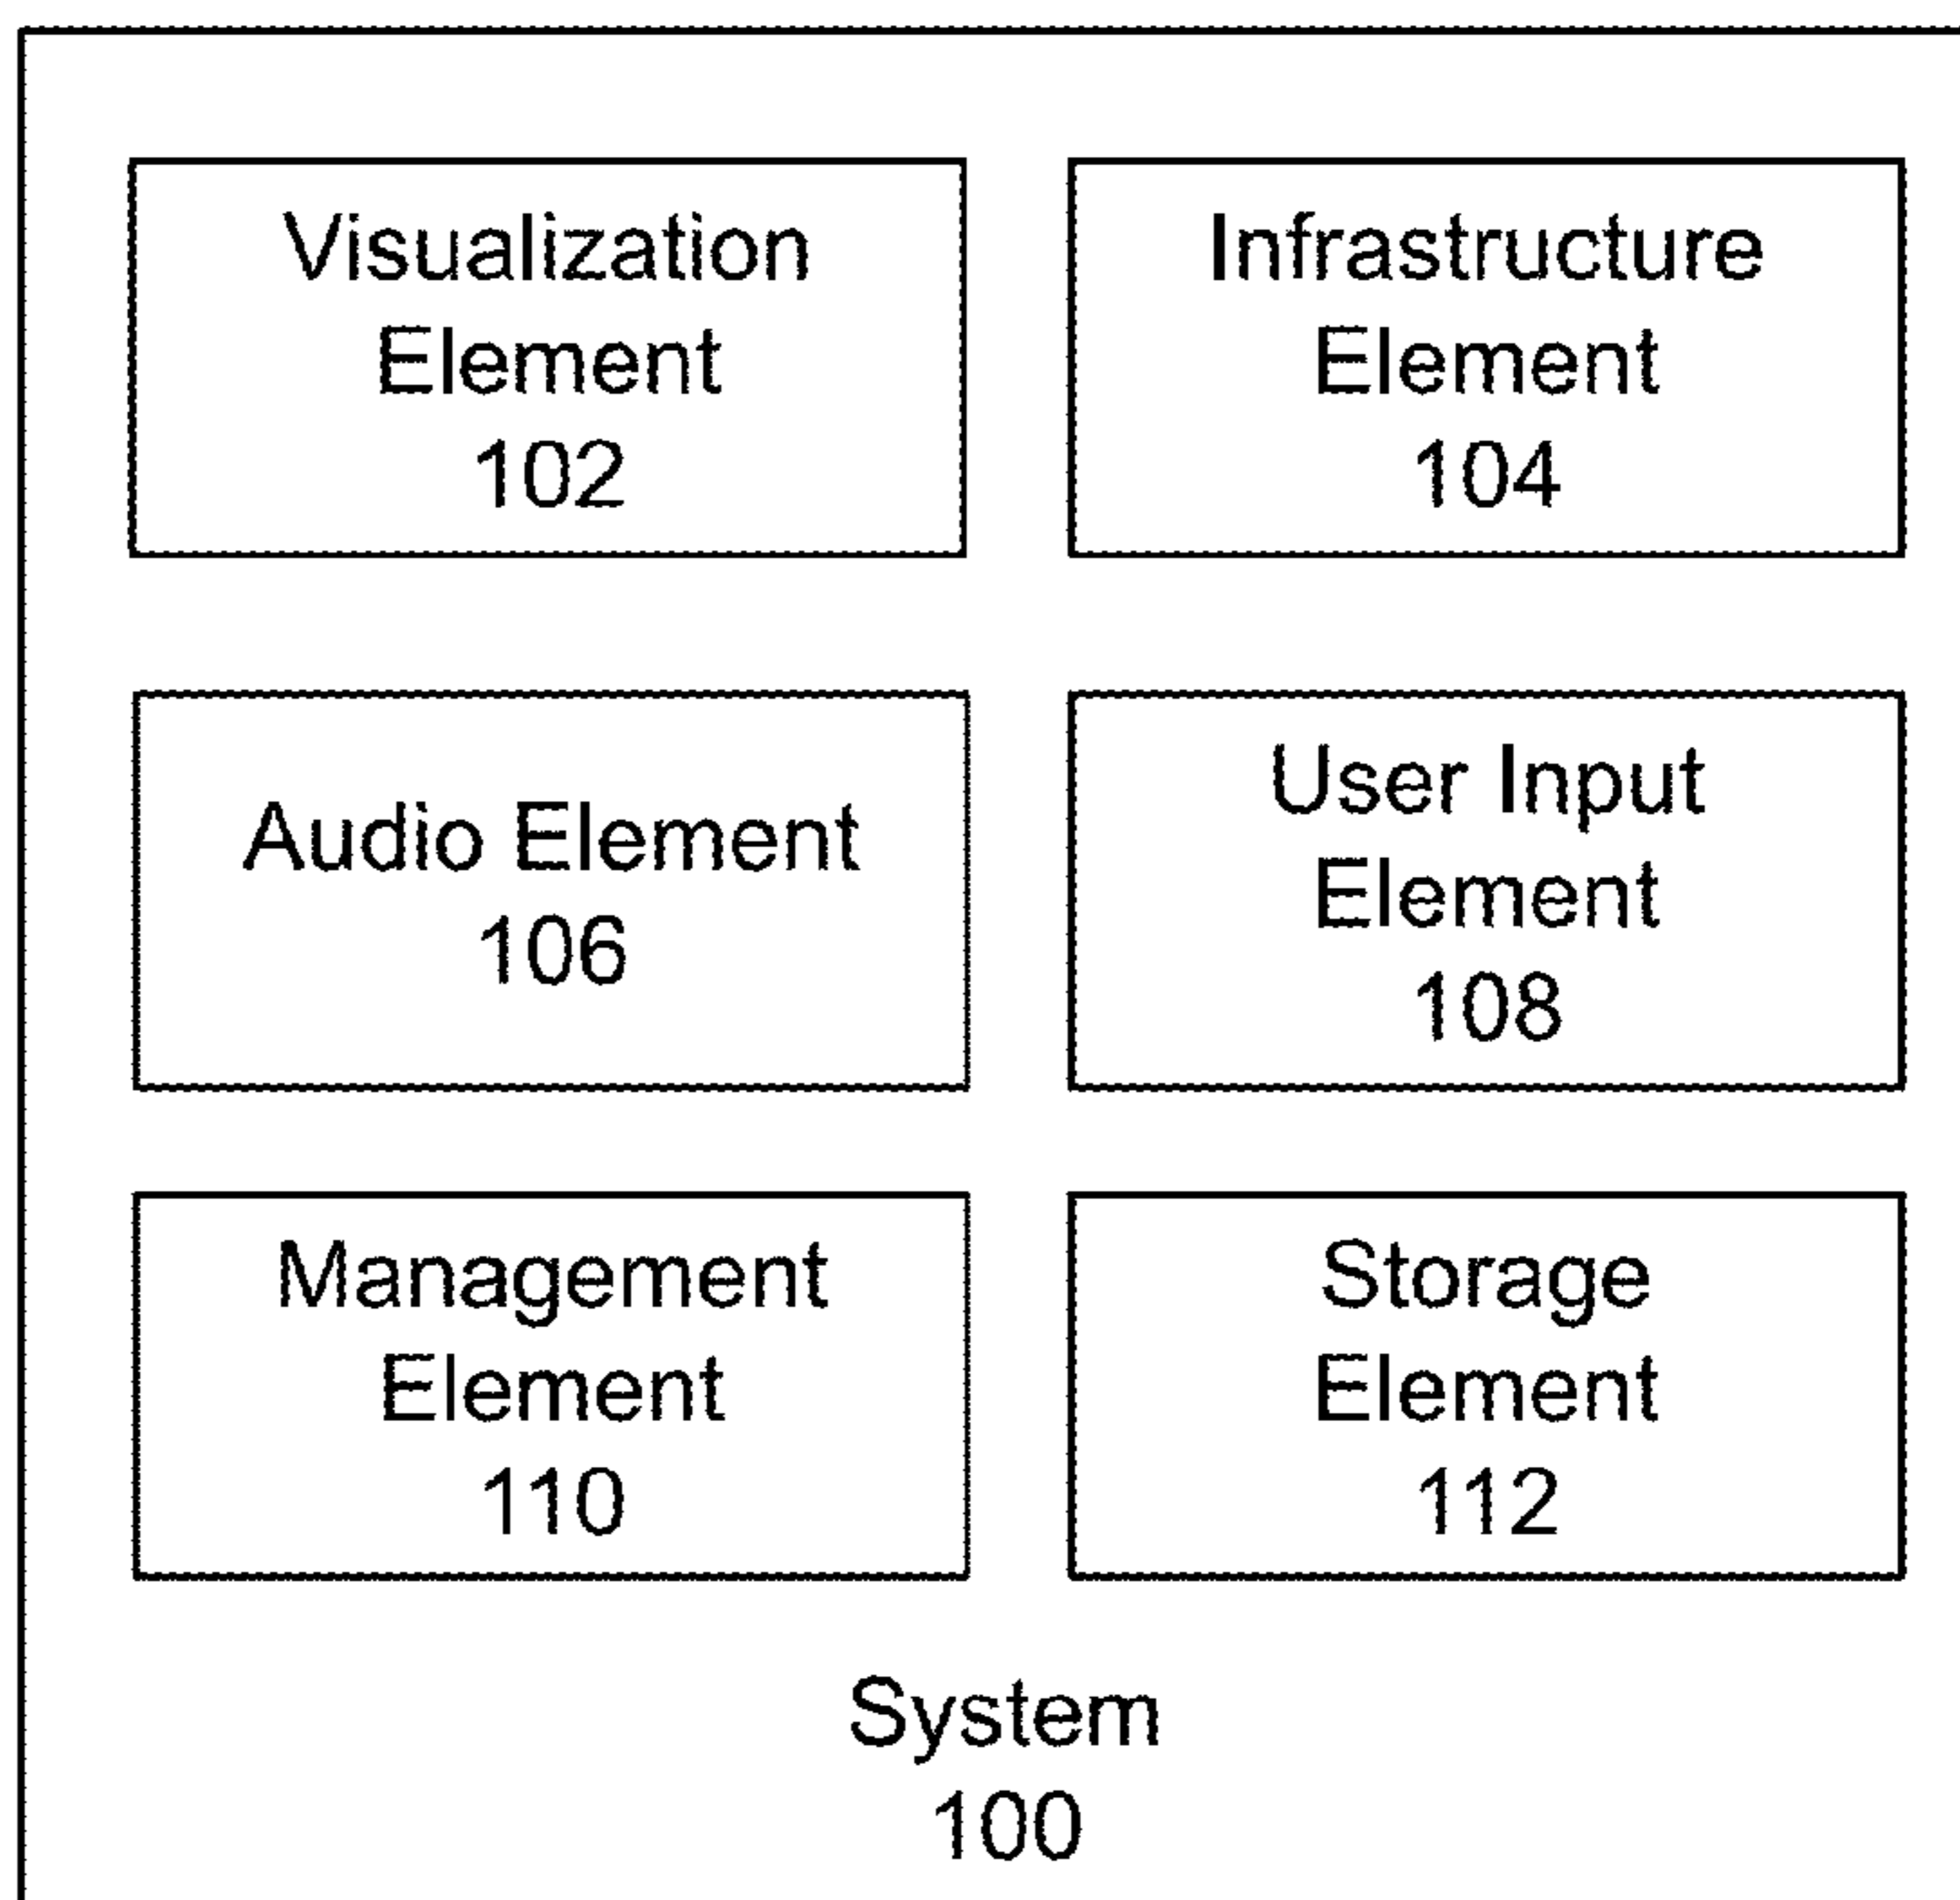 Visualization
Element
102
Infrastructure
Element
104
Audio Element
106
User Input
Element
108
Management
Element
110
Storage
Element
112
System
100